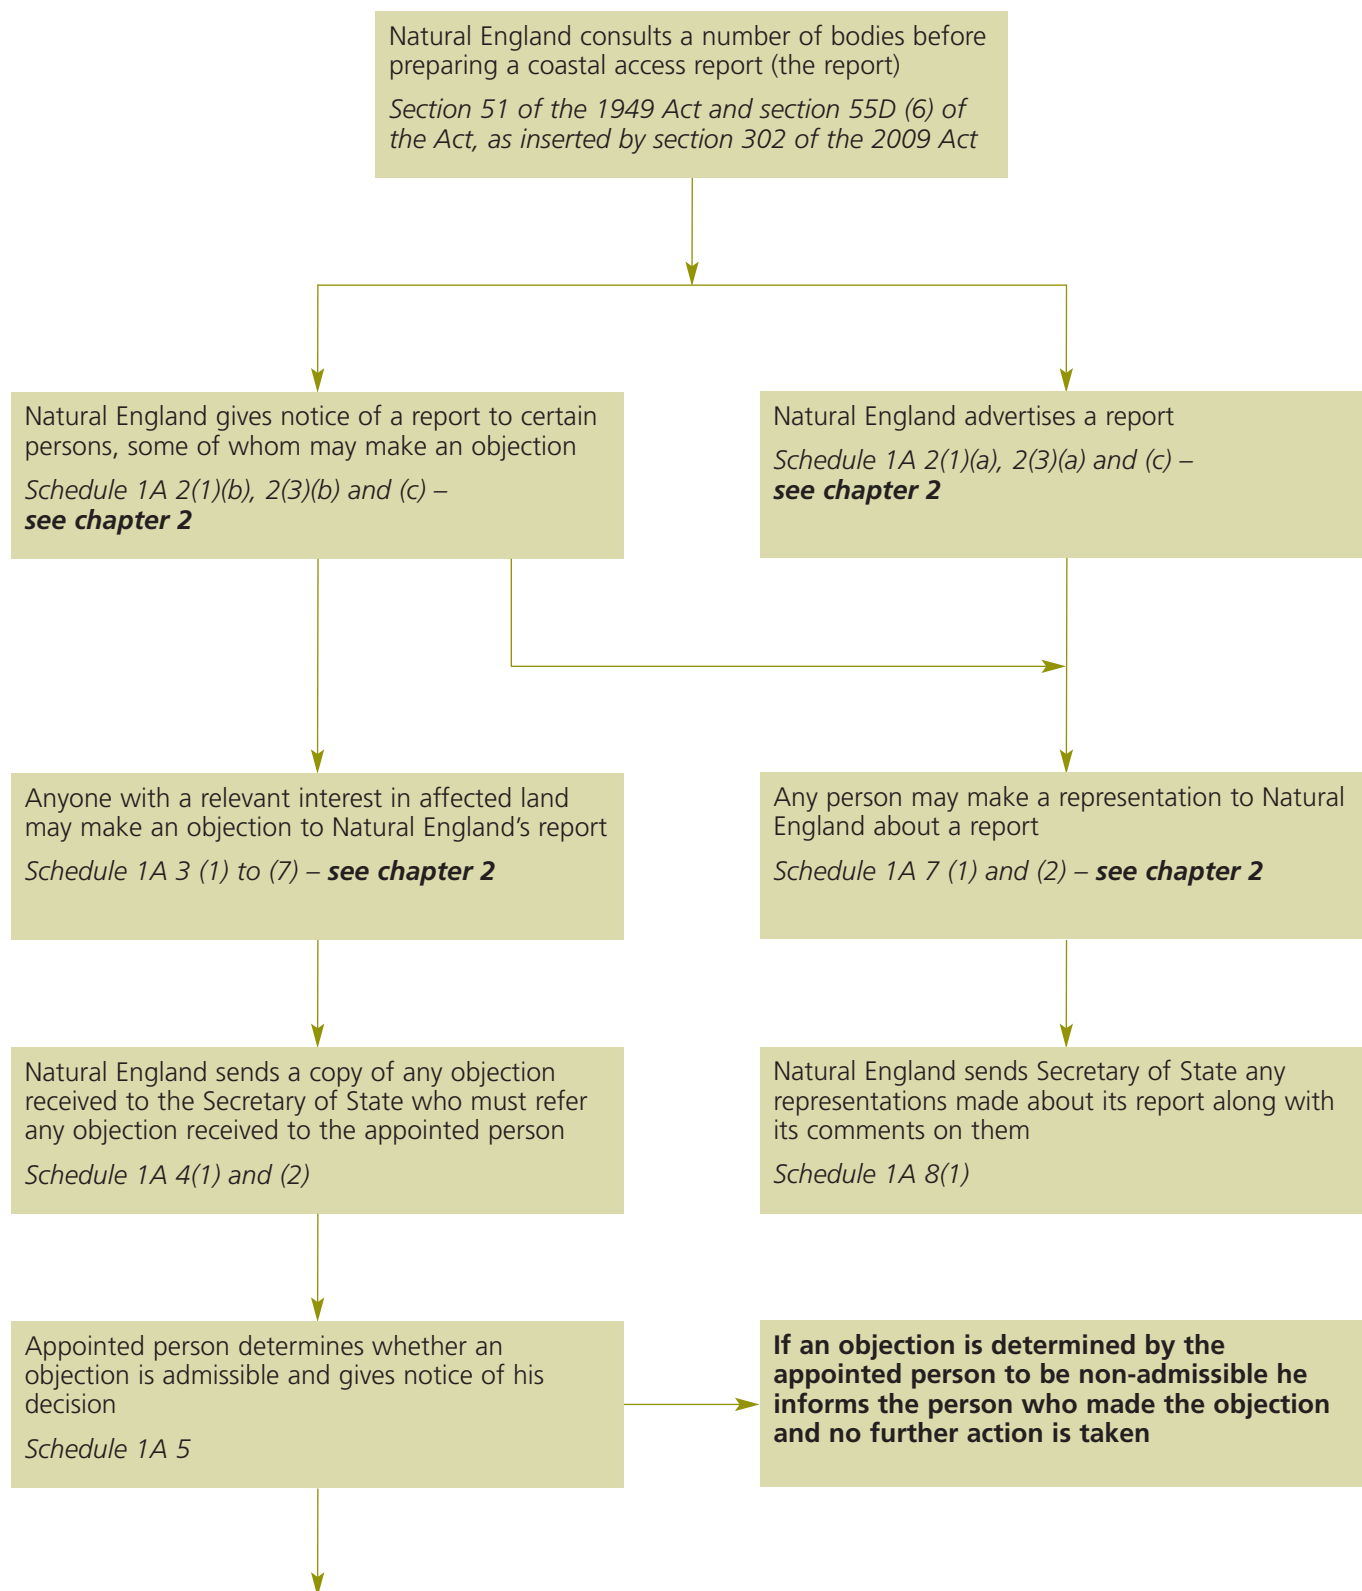 Natural England consults a number of bodies before
preparing a coastal access report (the report)
Section 51 of the 1949 Act and section 55D (6) of
the Act, as inserted by section 302 of the 2009 Act
Natural England gives notice of a report to certain
persons, some of whom may make an objection
Schedule 1A 2(1)(b), 2(3)(b) and (c) –
see chapter 2
Natural England advertises a report
Schedule 1A 2(1)(a), 2(3)(a) and (c) –
see chapter 2
Anyone with a relevant interest in affected land
may make an objection to Natural England’s report
Schedule 1A 3 (1) to (7) – see chapter 2
Any person may make a representation to Natural
England about a report
Schedule 1A 7 (1) and (2) – see chapter 2
Natural England sends a copy of any objection
received to the Secretary of State who must refer
any objection received to the appointed person
Schedule 1A 4(1) and (2)
Natural England sends Secretary of State any
representations made about its report along with
its comments on them
Schedule 1A 8(1)
Appointed person determines whether an
objection is admissible and gives notice of his
decision
Schedule 1A 5
If an objection is determined by the
appointed person to be non-admissible he
informs the person who made the objection
and no further action is taken